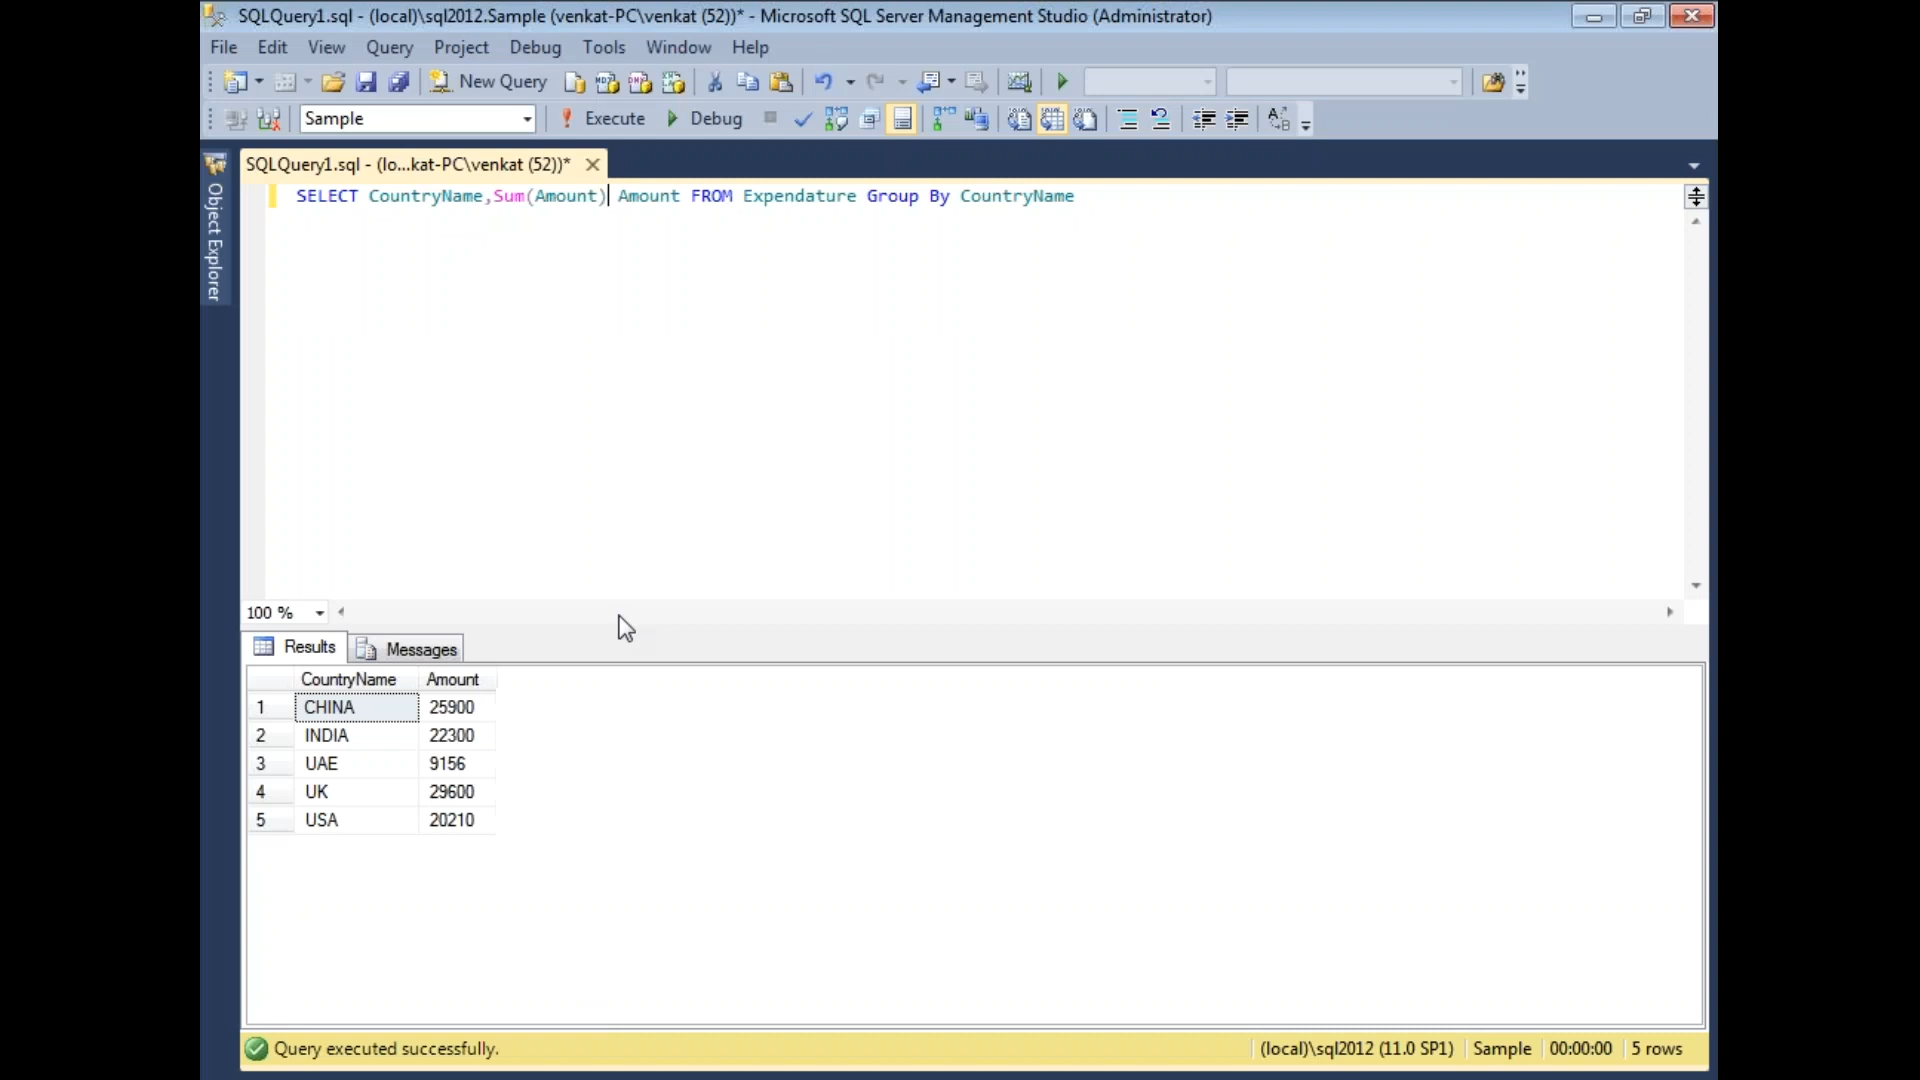 SQLQuery1.sql - (local)\sql2012.Sample (venkat-PC\venkat (52))* - Microsoft SQL Server Management Studio (Administrator)
File Edit View Query Project Debug Tools Window Help
New Query
Sample Execute Debug
Object Explorer
SQLQuery1.sql - (lo...kat-PC\venkat (52))*
SELECT CountryName,Sum(Amount) Amount FROM Expendature Group By CountryName
100 %
Results Messages
CountryName Amount
1 CHINA 25900
2 INDIA 22300
3 UAE 9156
4 UK 29600
5 USA 20210
Query executed successfully. (local)\sql2012 (11.0 SP1) Sample 00:00:00 5 rows